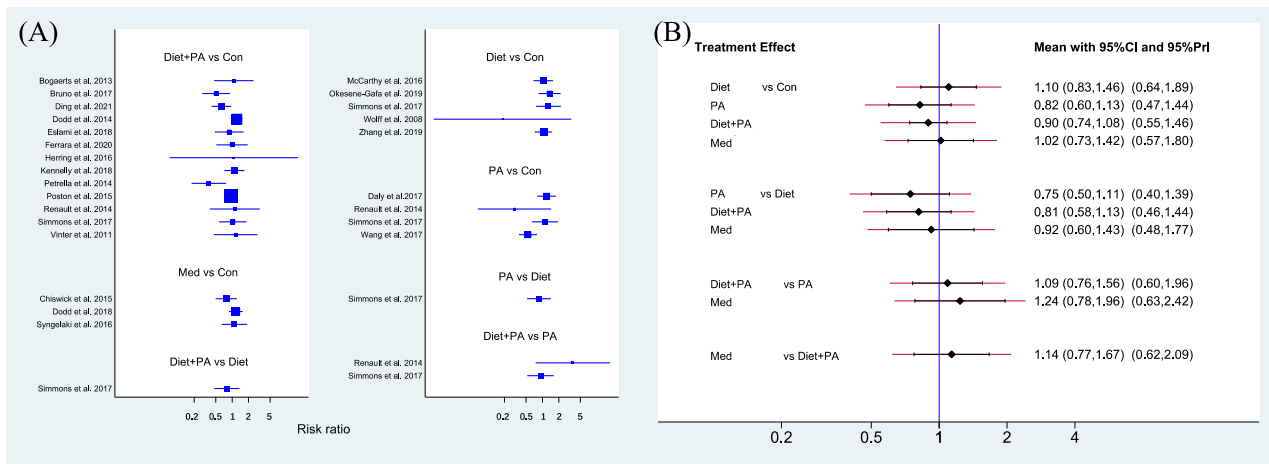 (A)
Diet+PA vs Con
Bogaerts et al. 2013
Bruno et al. 2017
Ding et al. 2021
Dodd et al. 2014
Eslami et al. 2018
Ferrara et al. 2020
Herring et al. 2016
Kennelly et al. 2018
Petrella et al. 2014
Poston et al. 2015
Renault et al. 2014
Simmons et al. 2017
Vinter et al. 2011
Med vs Con
Chiswick et al. 2015
Dodd et al. 2018
Syngelaki et al. 2016
Diet+PA vs Diet
Simmons et al. 2017
0.2 0.5 1 2 5
Risk ratio
Diet vs Con
McCarthy et al. 2016
Okesene-Gafa et al. 2019
Simmons et al. 2017
Wolff et al. 2008
Zhang et al. 2019
PA vs Con
Daly et al.2017
Renault et al. 2014
Simmons et al. 2017
Wang et al. 2017
PA vs Diet
Simmons et al. 2017
Diet+PA vs PA
Renault et al. 2014
Simmons et al. 2017
0.2 0.5 1 2 5
(B)
Treatment Effect Mean with 95%CI and 95%PrI
Diet vs Con 1.10 (0.83,1.46) (0.64,1.89)
PA 0.82 (0.60,1.13) (0.47,1.44)
Diet+PA 0.90 (0.74,1.08) (0.55,1.46)
Med 1.02 (0.73,1.42) (0.57,1.80)
PA vs Diet 0.75 (0.50,1.11) (0.40,1.39)
Diet+PA 0.81 (0.58,1.13) (0.46,1.44)
Med 0.92 (0.60,1.43) (0.48,1.77)
Diet+PA vs PA 1.09 (0.76,1.56) (0.60,1.96)
Med 1.24 (0.78,1.96) (0.63,2.42)
Med vs Diet+PA 1.14 (0.77,1.67) (0.62,2.09)
0.2 0.5 1 2 4